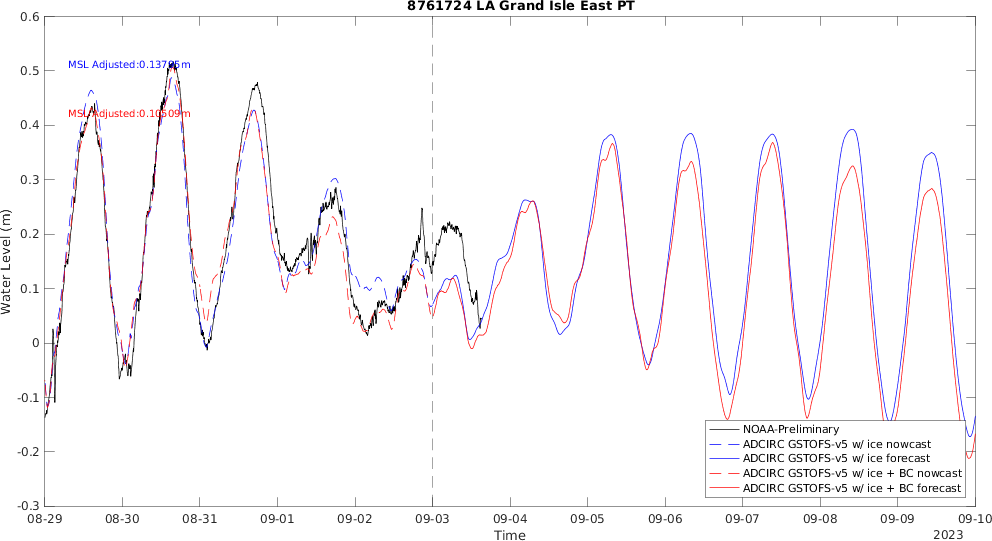 8761724 LA Grand Isle East PT
0.6
0.5
0.4
0.3
0.2
0.1
0
-0.1
-0.2
-0.3
Water Level (m)
MSL Adjusted:
MSL Adjusted:
NOAA-Preliminary
ADCIRC GSTOFS-v5 w/ ice nowcast
ADCIRC GSTOFS-v5 w/ ice forecast
ADCIRC GSTOFS-v5 w/ ice + BC nowcast
ADCIRC GSTOFS-v5 w/ ice + BC forecast
08-29 08-30 08-31 09-01 09-02 09-03 09-04 09-05 09-06 09-07 09-08 09-09 09-10
Time
2023